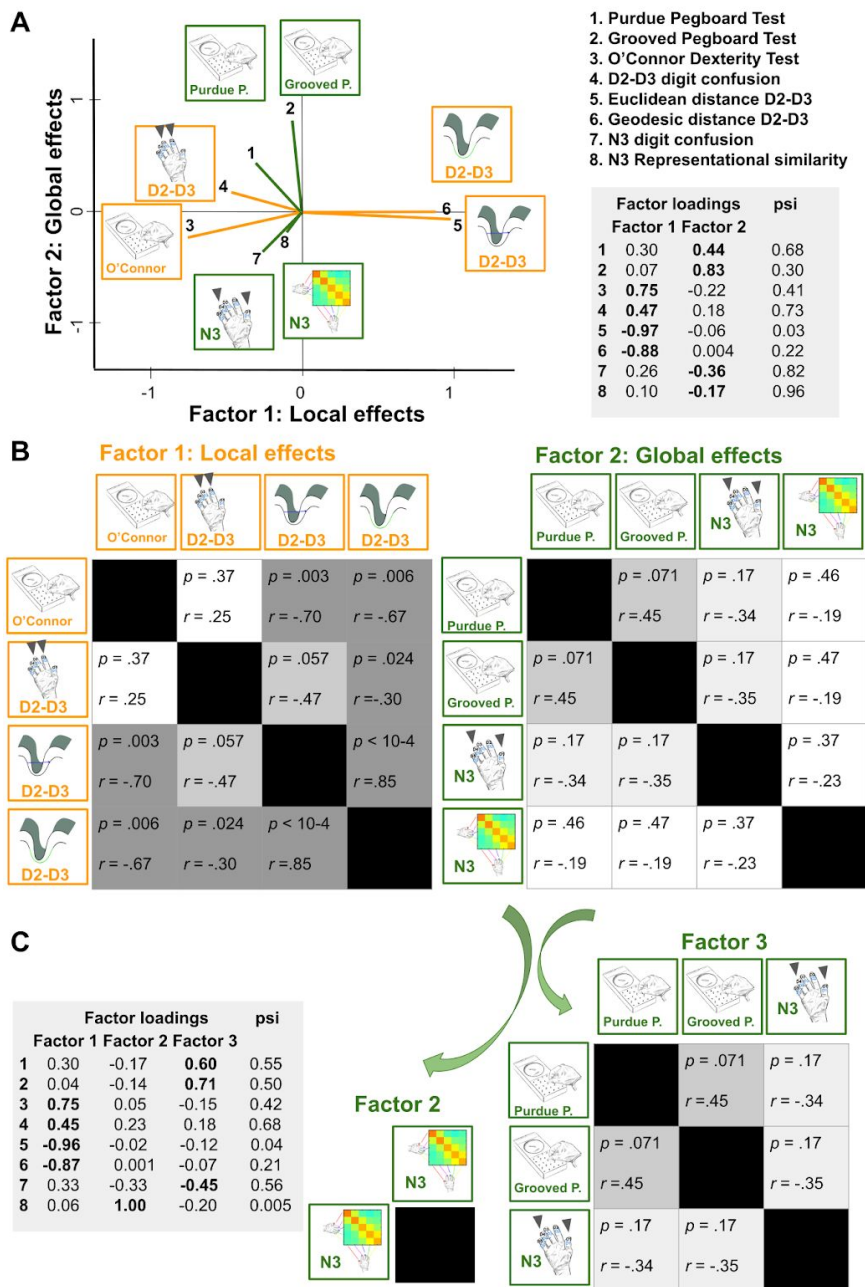 A
1. Purdue Pegboard Test
2. Grooved Pegboard Test
3. O'Connor Dexterity Test
4. D2-D3 digit confusion
5. Euclidean distance D2-D3
6. Geodesic distance D2-D3
7. N3 digit confusion
8. N3 Representational similarity
Factor 2: Global effects
1
0
-1
Purdue P.
Grooved P.
D2-D3
O'Connor
D2-D3
D2-D3
N3
N3
1
2
3
4
5
6
7
8
-1
0
1
Factor 1: Local effects
Factor loadings psi
Factor 1 Factor 2
1 0.30 0.44 0.68
2 0.07 0.83 0.30
3 0.75 -0.22 0.41
4 0.47 0.18 0.73
5 -0.97 -0.06 0.03
6 -0.88 0.004 0.22
7 0.26 -0.36 0.82
8 0.10 -0.17 0.96
B
Factor 1: Local effects
O'Connor D2-D3 D2-D3 D2-D3
O'Connor
p = .37 p = .003 p = .006
r = .25 r = -.70 r = -.67
D2-D3
p = .37 p = .057 p = .024
r = .25 r = -.47 r =-.30
D2-D3
p = .003 p = .057 p < 10-4
r = -.70 r = -.47 r =.85
D2-D3
p = .006 p = .024 p < 10-4
r = -.67 r = -.30 r =.85
Factor 2: Global effects
Purdue P. Grooved P. N3 N3
Purdue P.
p = .071 p = .17 p = .46
r =.45 r = -.34 r = -.19
Grooved P.
p = .071 p = .17 p = .47
r =.45 r = -.35 r = -.19
N3
p = .17 p = .17 p = .37
r = -.34 r = -.35 r = -.23
N3
p = .46 p = .47 p = .37
r = -.19 r = -.19 r = -.23
C
Factor loadings psi
Factor 1 Factor 2 Factor 3
1 0.30 -0.17 0.60 0.55
2 0.04 -0.14 0.71 0.50
3 0.75 0.05 -0.15 0.42
4 0.45 0.23 0.18 0.68
5 -0.96 -0.02 -0.12 0.04
6 -0.87 0.001 -0.07 0.21
7 0.33 -0.33 -0.45 0.56
8 0.06 1.00 -0.20 0.005
Factor 2
N3
N3
Factor 3
Purdue P. Grooved P. N3
Purdue P.
p = .071 p = .17
r =.45 r = -.34
Grooved P.
p = .071 p = .17
r =.45 r = -.35
N3
p = .17 p = .17
r = -.34 r = -.35